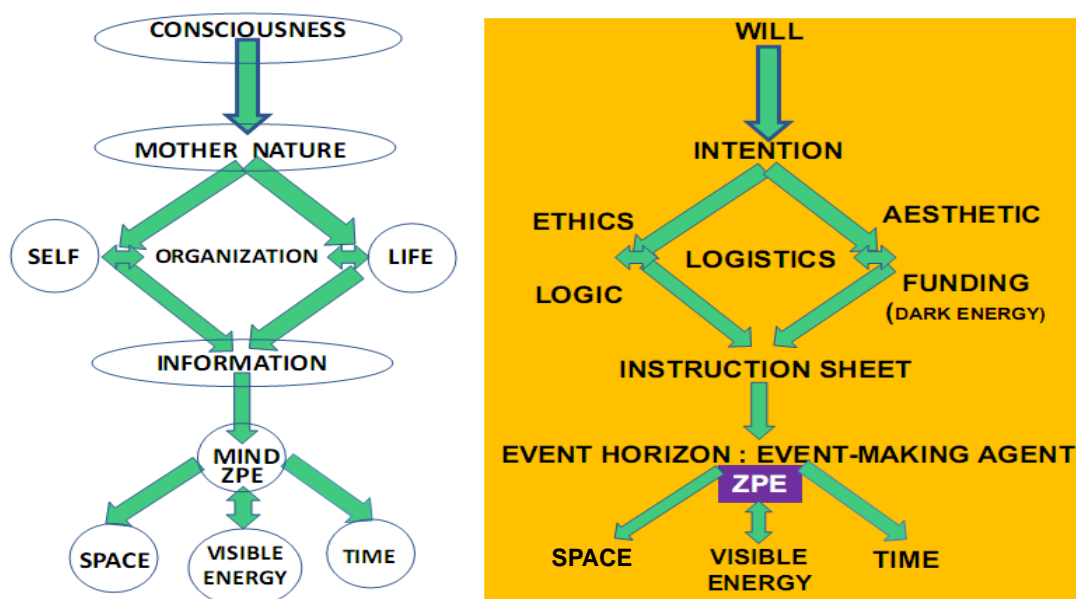 CONSCIOUSNESS
MOTHER NATURE
SELF
ORGANIZATION
LIFE
INFORMATION
MIND
ZPE
SPACE
VISIBLE
ENERGY
TIME
WILL
INTENTION
ETHICS
AESTHETIC
LOGISTICS
LOGIC
FUNDING
(DARK ENERGY)
INSTRUCTION SHEET
EVENT HORIZON : EVENT-MAKING AGENT
ZPE
SPACE
VISIBLE
ENERGY
TIME